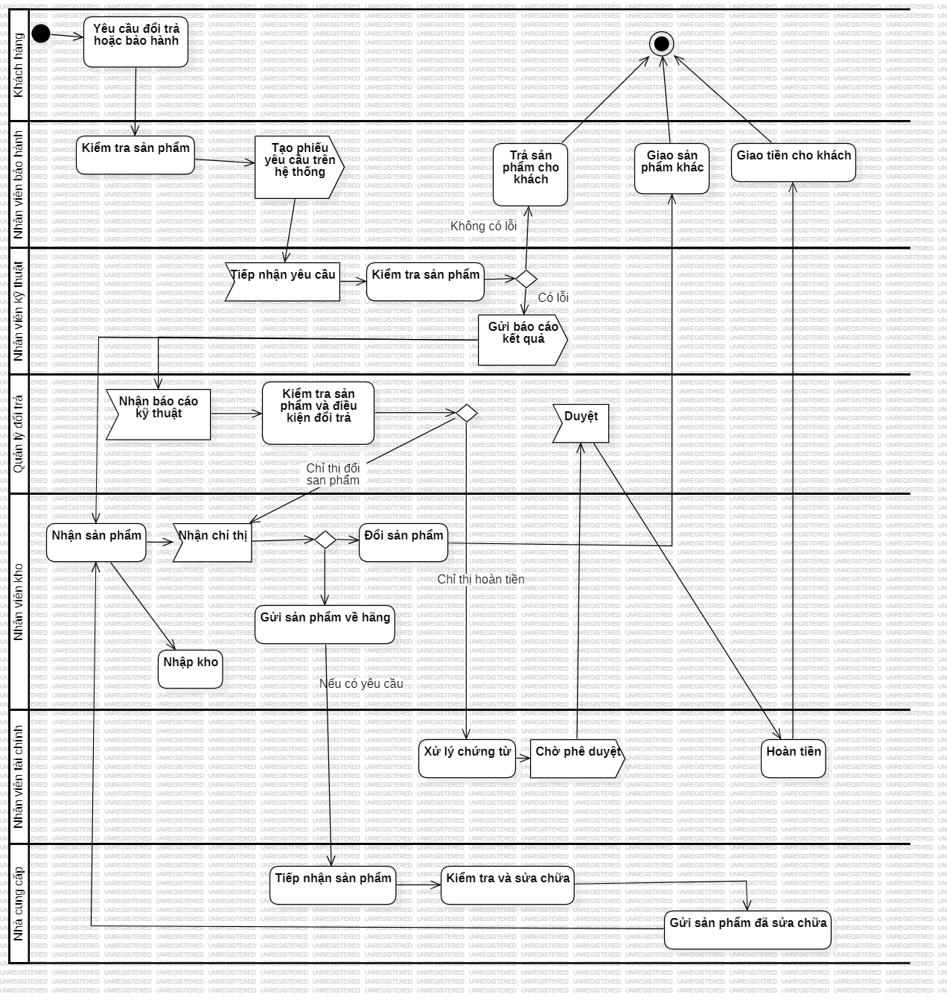 Khách hàng
Yêu cầu đổi trả
hoặc bảo hành
Nhân viên bảo hành
Kiểm tra sản phẩm
Tạo phiếu
yêu cầu trên
hệ thống
Trả sản
phẩm cho
khách
Giao sản
phẩm khác
Giao tiền cho khách
Không có lỗi
Nhân viên kỹ thuật
Tiếp nhận yêu cầu
Kiểm tra sản phẩm
Có lỗi
Gửi báo cáo
kết quả
Quản lý đổi trả
Nhận báo cáo
kỹ thuật
Kiểm tra sản
phẩm và điều
kiện đổi trả
Duyệt
Chỉ thị đổi
san phẩm
Nhân viên kho
Nhận sản phẩm
Nhận chỉ thị
Đổi sản phẩm
Chỉ thị hoàn tiền
Gửi sản phẩm về hãng
Nhập kho
Nếu có yêu cầu
Nhân viên tài chính
Xử lý chứng từ
Chờ phê duyệt
Hoàn tiền
Nhà cung cấp
Tiếp nhận sản phẩm
Kiểm tra và sửa chữa
Gửi sản phẩm đã sửa chữa
UNREGISTERED